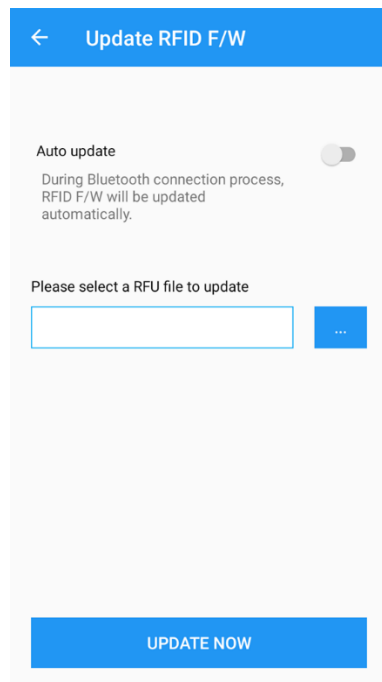 Update RFID F/W
Auto update
During Bluetooth connection process,
RFID F/W will be updated
automatically.
Please select a RFU file to update
...
UPDATE NOW